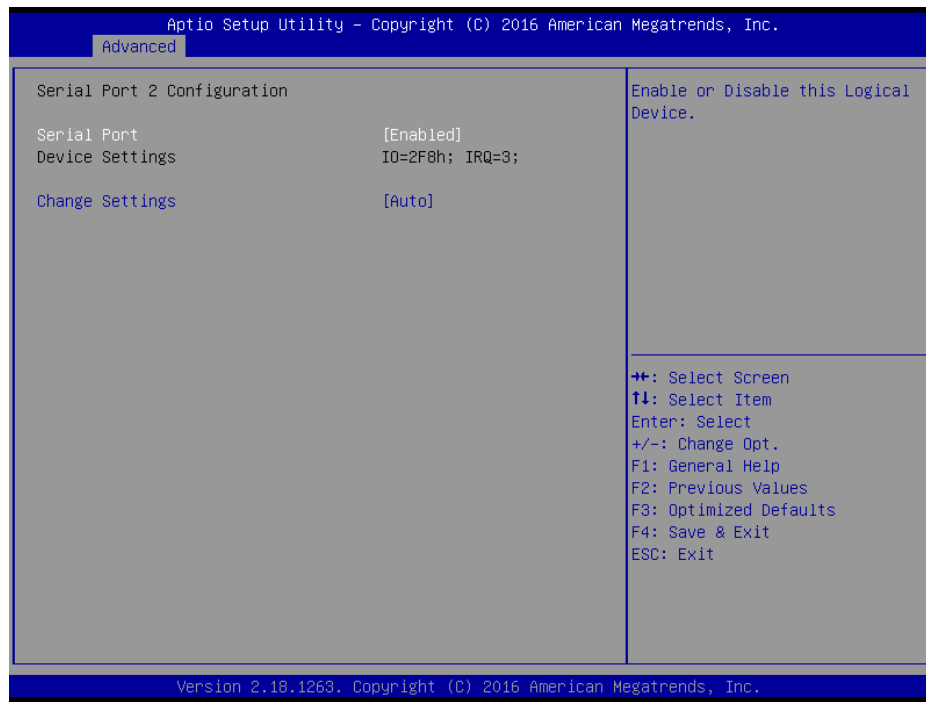 Aptio Setup Utility – Copyright (C) 2016 American Megatrends, Inc.
Advanced
Serial Port 2 Configuration
Serial Port [Enabled]
Device Settings IO=2F8h; IRQ=3;
Change Settings [Auto]
Enable or Disable this Logical
Device.
→←: Select Screen
↑↓: Select Item
Enter: Select
+/-: Change Opt.
F1: General Help
F2: Previous Values
F3: Optimized Defaults
F4: Save & Exit
ESC: Exit
Version 2.18.1263. Copyright (C) 2016 American Megatrends, Inc.